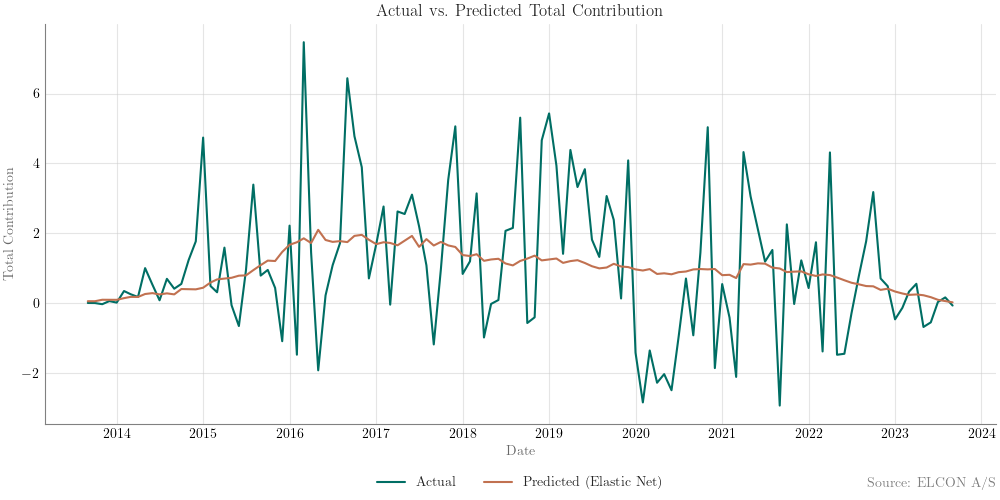 Actual vs. Predicted Total Contribution
Total Contribution
6
4
2
0
−2
2014 2015 2016 2017 2018 2019 2020 2021 2022 2023 2024
Date
Actual Predicted (Elastic Net) Source: ELCON A/S